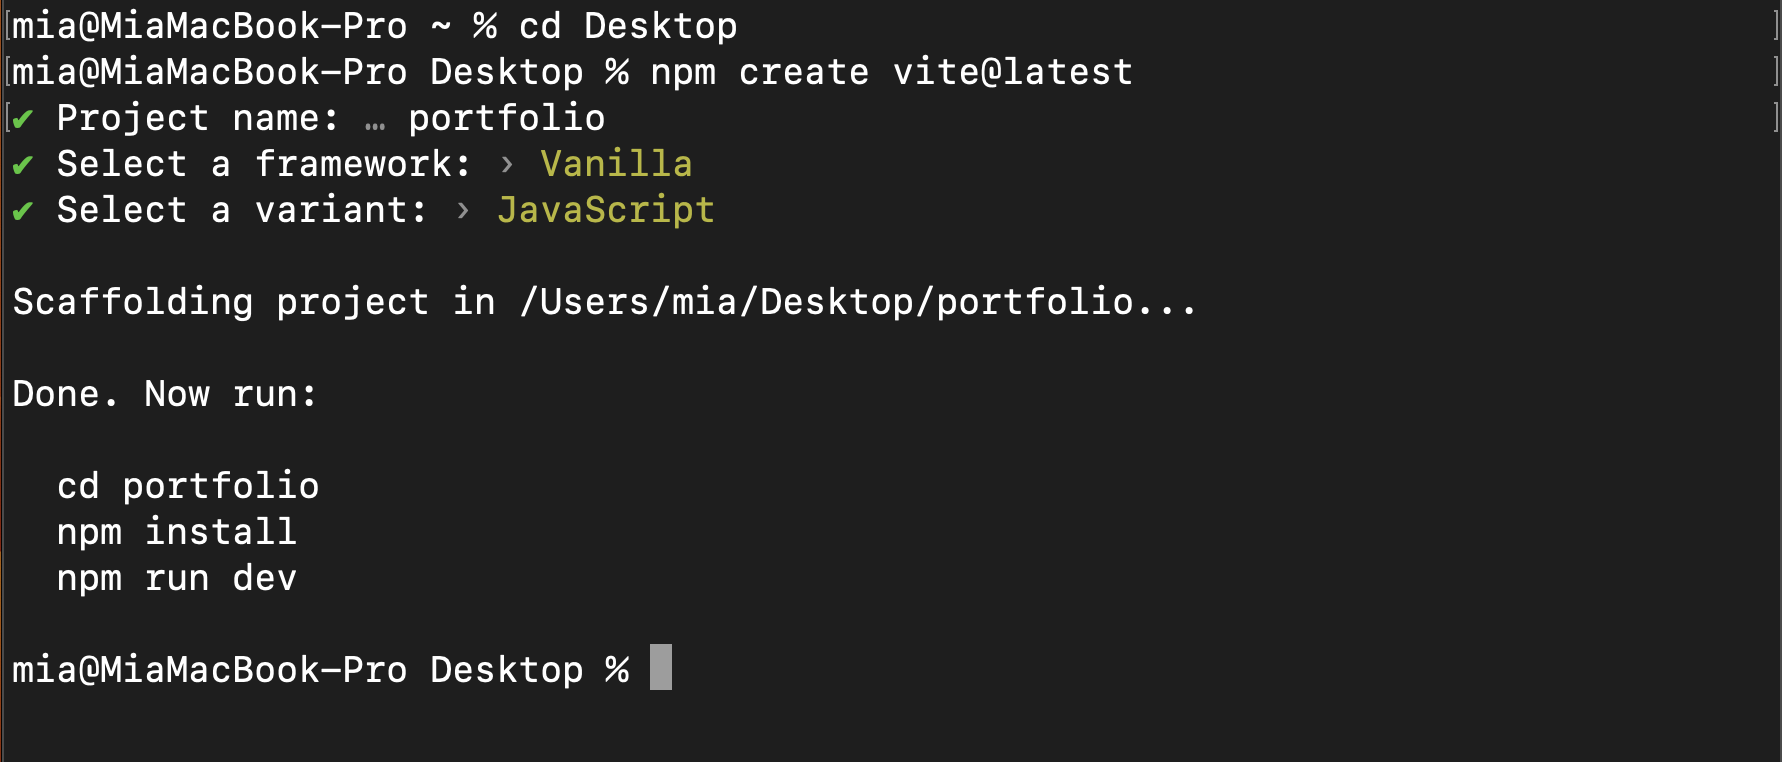 mia@MiaMacBook-Pro ~ % cd Desktop
mia@MiaMacBook-Pro Desktop % npm create vite@latest
✔ Project name: … portfolio
✔ Select a framework: › Vanilla
✔ Select a variant: › JavaScript
Scaffolding project in /Users/mia/Desktop/portfolio...
Done. Now run:
cd portfolio
npm install
npm run dev
mia@MiaMacBook-Pro Desktop %